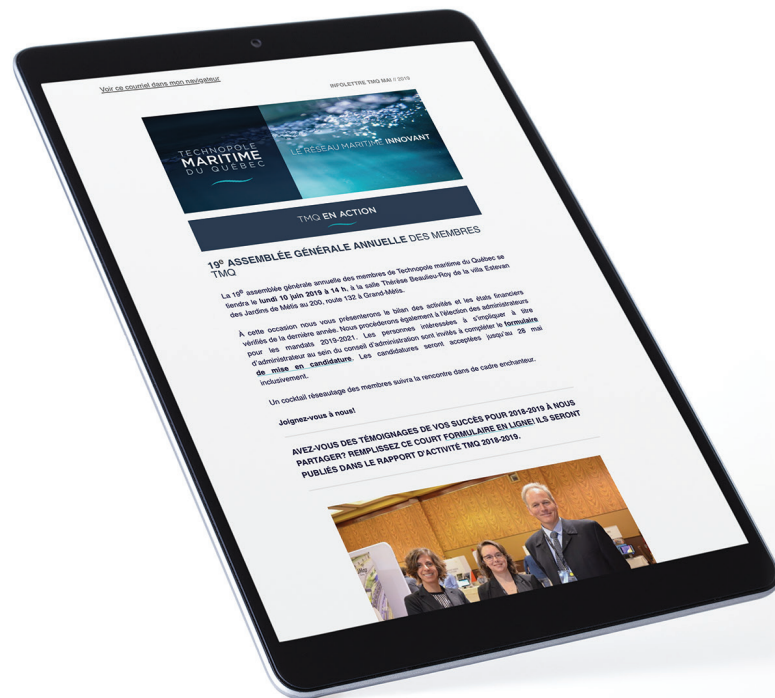 Voir ce courriel dans mon navigateur
INFOLETTRE TMQ MAI // 2019
TECHNOPOLE
MARITIME
DU QUÉBEC
LE RÉSEAU MARITIME INNOVANT
TMQ EN ACTION
19e ASSEMBLÉE GÉNÉRALE ANNUELLE DES MEMBRES
TMQ
La 19e assemblée générale annuelle des membres de Technopole maritime du Québec se
tiendra le lundi 10 juin 2019 à 14 h, à la salle Thérèse Beaulieu-Roy de la villa Estevan
des Jardins de Métis au 200, route 132 à Grand-Métis.
À cette occasion nous vous présenterons le bilan des activités et les états financiers
vérifiés de la dernière année. Nous procéderons également à l'élection des administrateurs
pour les mandats 2019-2021. Les personnes intéressées à s'impliquer à titre
d'administrateur au sein du conseil d'administration sont invités à compléter le formulaire
de mise en candidature. Les candidatures seront acceptées jusqu'au 28 mai
inclusivement.
Un cocktail réseautage des membres suivra la rencontre dans de cadre enchanteur.
Joignez-vous à nous!
AVEZ-VOUS DES TÉMOIGNAGES DE VOS SUCCÈS POUR 2018-2019 À NOUS
PARTAGER? REMPLISSEZ CE COURT FORMULAIRE EN LIGNE! ILS SERONT
PUBLIÉS DANS LE RAPPORT D'ACTIVITÉ TMQ 2018-2019.